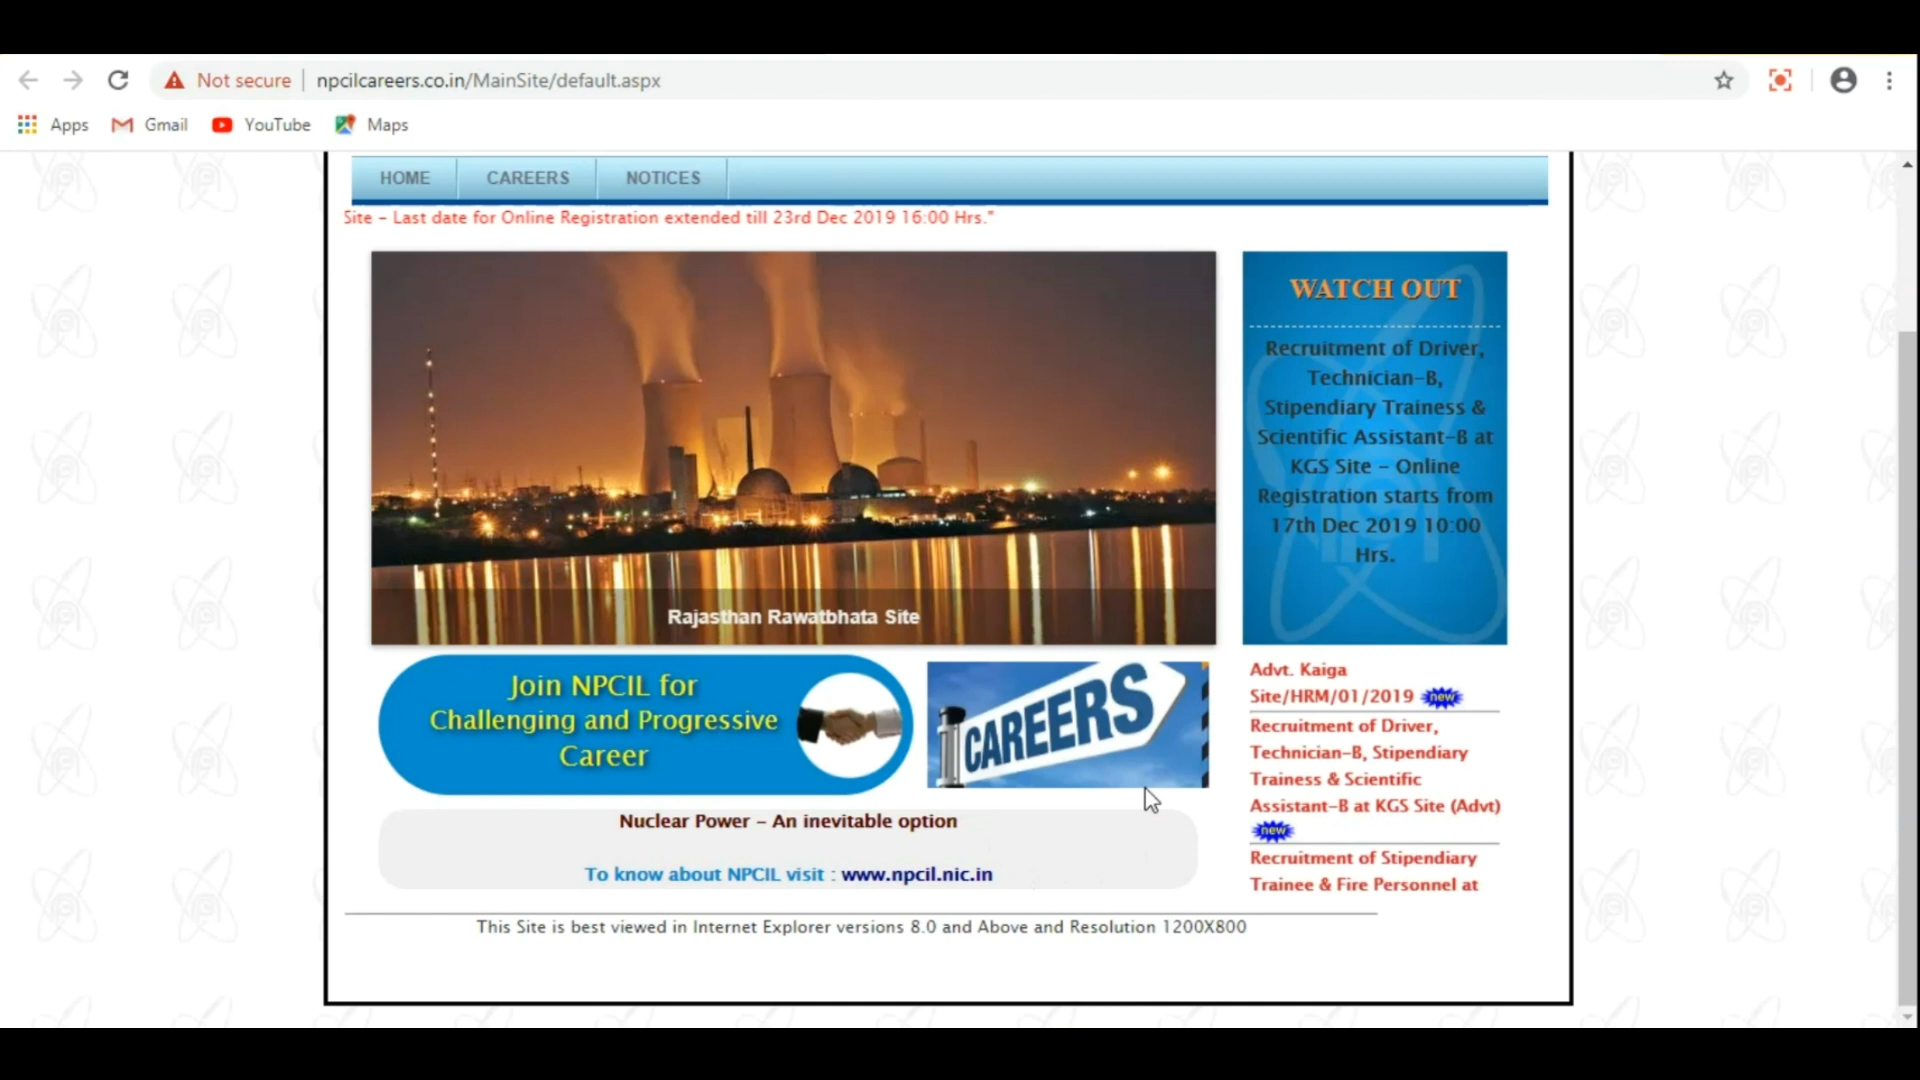 Not secure npcilcareers.co.in/MainSite/default.aspx
Apps Gmail YouTube Maps
HOME CAREERS NOTICES
Site - Last date for Online Registration extended till 23rd Dec 2019 16:00 Hrs."
Rajasthan Rawatbhata Site
WATCH OUT
Recruitment of Driver,
Technician-B,
Stipendiary Trainess &
Scientific Assistant-B at
KGS Site - Online
Registration starts from
17th Dec 2019 10:00
Hrs.
Join NPCIL for
Challenging and Progressive
Career
CAREERS
Advt. Kaiga
Site/HRM/01/2019 new
Recruitment of Driver,
Technician-B, Stipendiary
Trainess & Scientific
Assistant-B at KGS Site (Advt)
new
Recruitment of Stipendiary
Trainee & Fire Personnel at
Nuclear Power - An inevitable option
To know about NPCIL visit : www.npcil.nic.in
This Site is best viewed in Internet Explorer versions 8.0 and Above and Resolution 1200X800